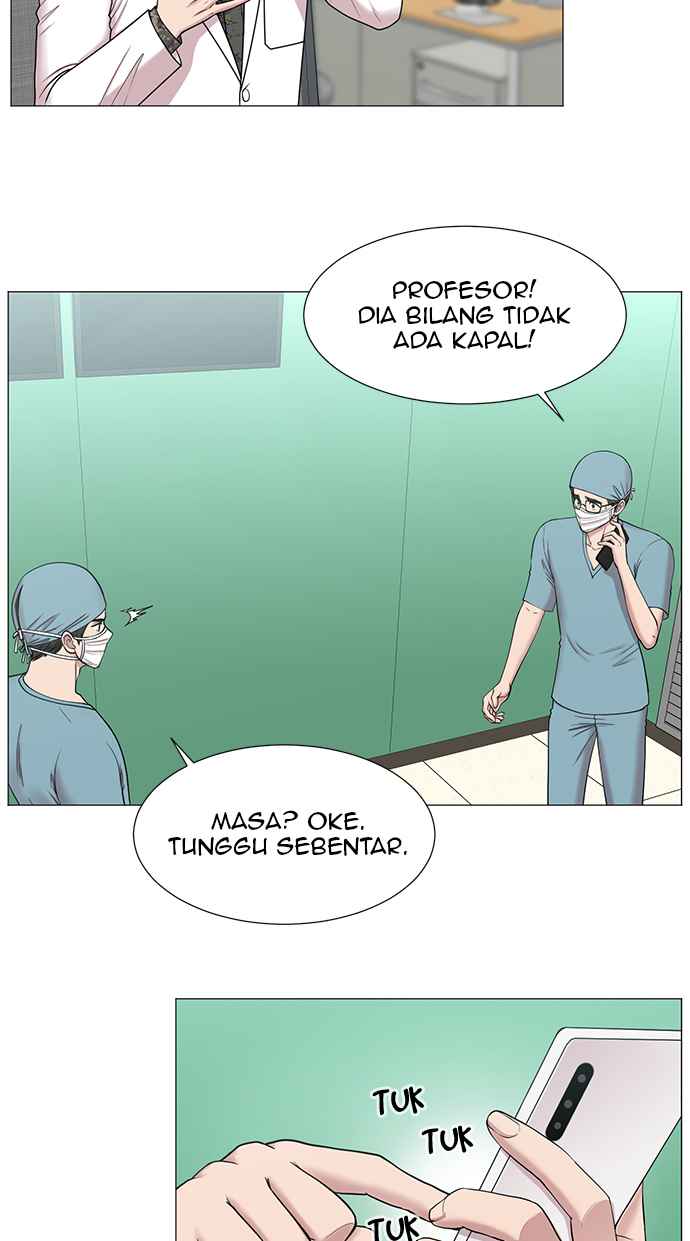 PROFESOR!
DIA BILANG TIDAK
ADA KAPAL!
MASA? OKE.
TUNGGU SEBENTAR.
TUK
TUK
TUK